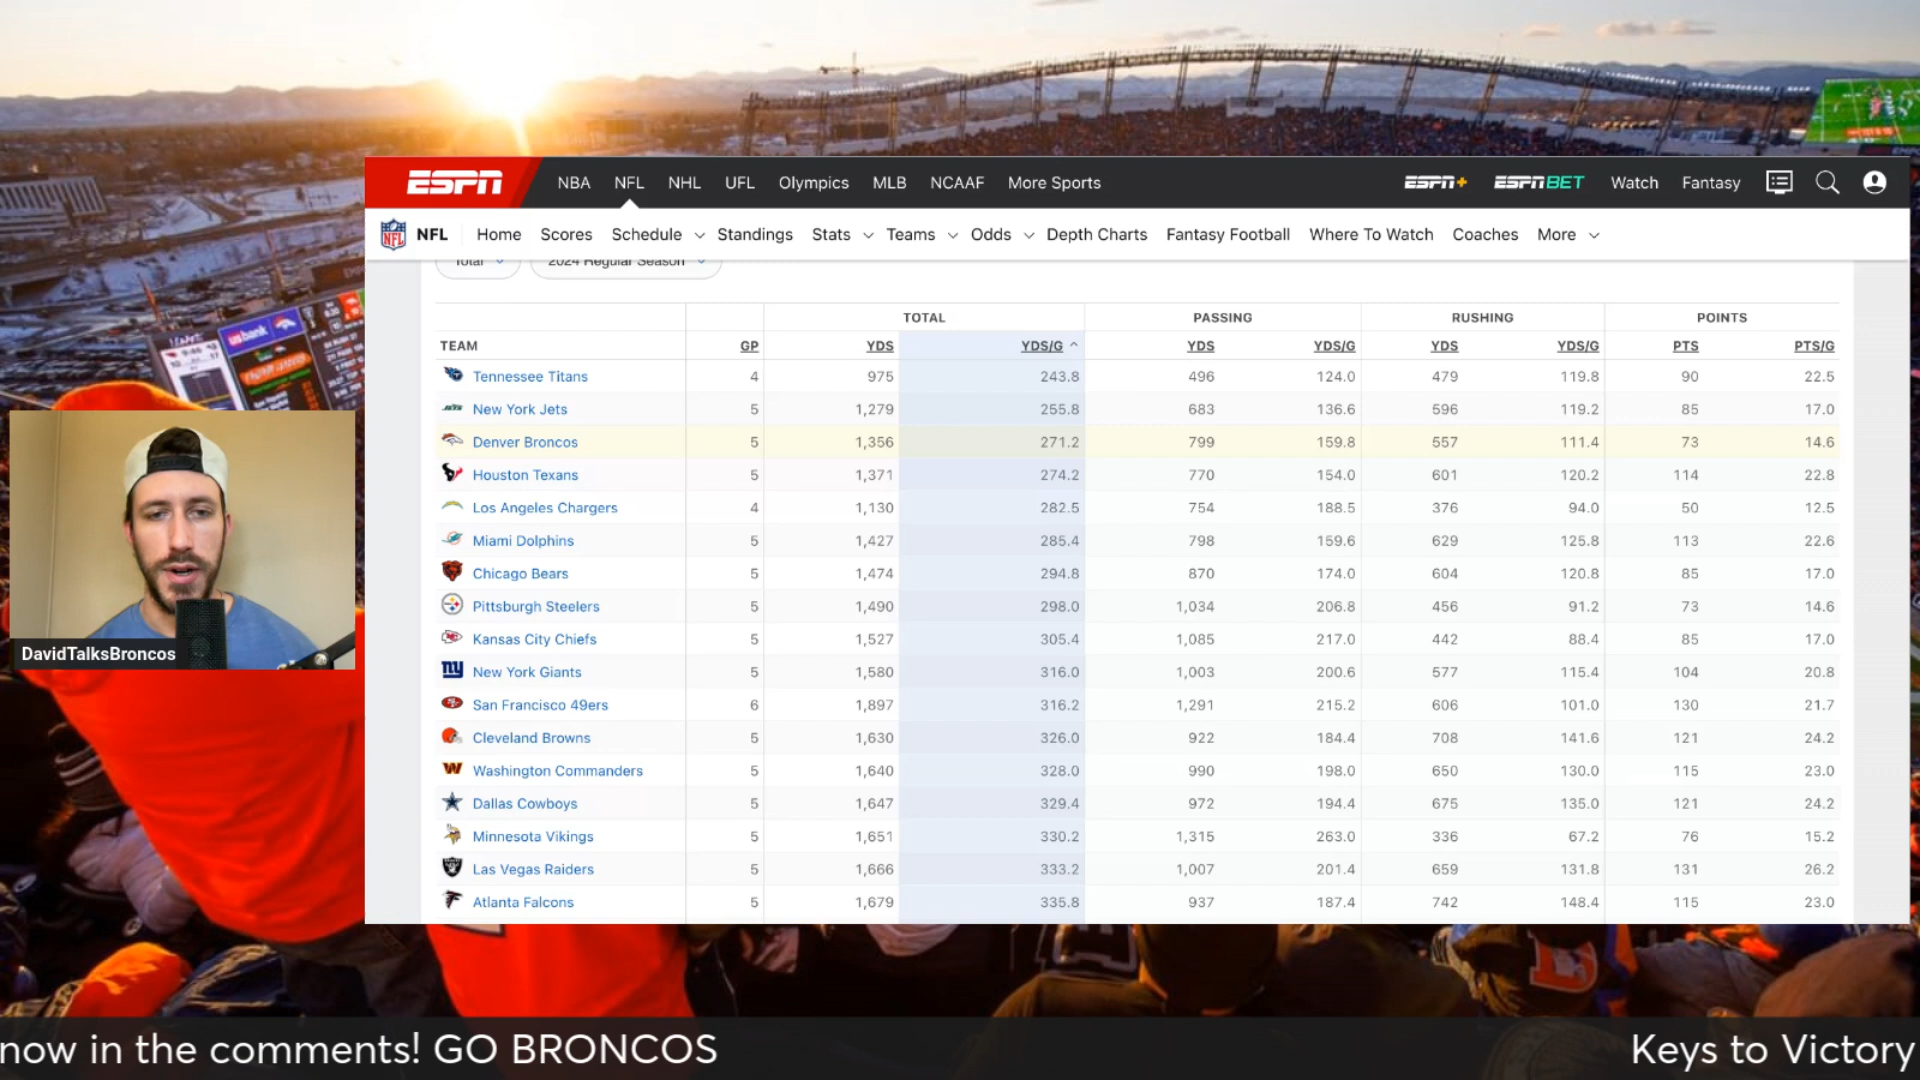 ESPN NBA NFL NHL UFL Olympics MLB NCAAF More Sports ESPN+ ESPN BET Watch Fantasy
NFL NFL Home Scores Schedule Standings Stats Teams Odds Depth Charts Fantasy Football Where To Watch Coaches More
Total 2024 Regular Season
TOTAL PASSING RUSHING POINTS
TEAM GP YDS YDS/G YDS YDS/G YDS YDS/G PTS PTS/G
Tennessee Titans 4 975 243.8 496 124.0 479 119.8 90 22.5
New York Jets 5 1,279 255.8 683 136.6 596 119.2 85 17.0
Denver Broncos 5 1,356 271.2 799 159.8 557 111.4 73 14.6
Houston Texans 5 1,371 274.2 770 154.0 601 120.2 114 22.8
Los Angeles Chargers 4 1,130 282.5 754 188.5 376 94.0 50 12.5
Miami Dolphins 5 1,427 285.4 798 159.6 629 125.8 113 22.6
Chicago Bears 5 1,474 294.8 870 174.0 604 120.8 85 17.0
Pittsburgh Steelers 5 1,490 298.0 1,034 206.8 456 91.2 73 14.6
Kansas City Chiefs 5 1,527 305.4 1,085 217.0 442 88.4 85 17.0
ny New York Giants 5 1,580 316.0 1,003 200.6 577 115.4 104 20.8
San Francisco 49ers 6 1,897 316.2 1,291 215.2 606 101.0 130 21.7
Cleveland Browns 5 1,630 326.0 922 184.4 708 141.6 121 24.2
W Washington Commanders 5 1,640 328.0 990 198.0 650 130.0 115 23.0
Dallas Cowboys 5 1,647 329.4 972 194.4 675 135.0 121 24.2
Minnesota Vikings 5 1,651 330.2 1,315 263.0 336 67.2 76 15.2
Las Vegas Raiders 5 1,666 333.2 1,007 201.4 659 131.8 131 26.2
Atlanta Falcons 5 1,679 335.8 937 187.4 742 148.4 115 23.0
usbank
DavidTalksBroncos
now in the comments! GO BRONCOS
Keys to Victory